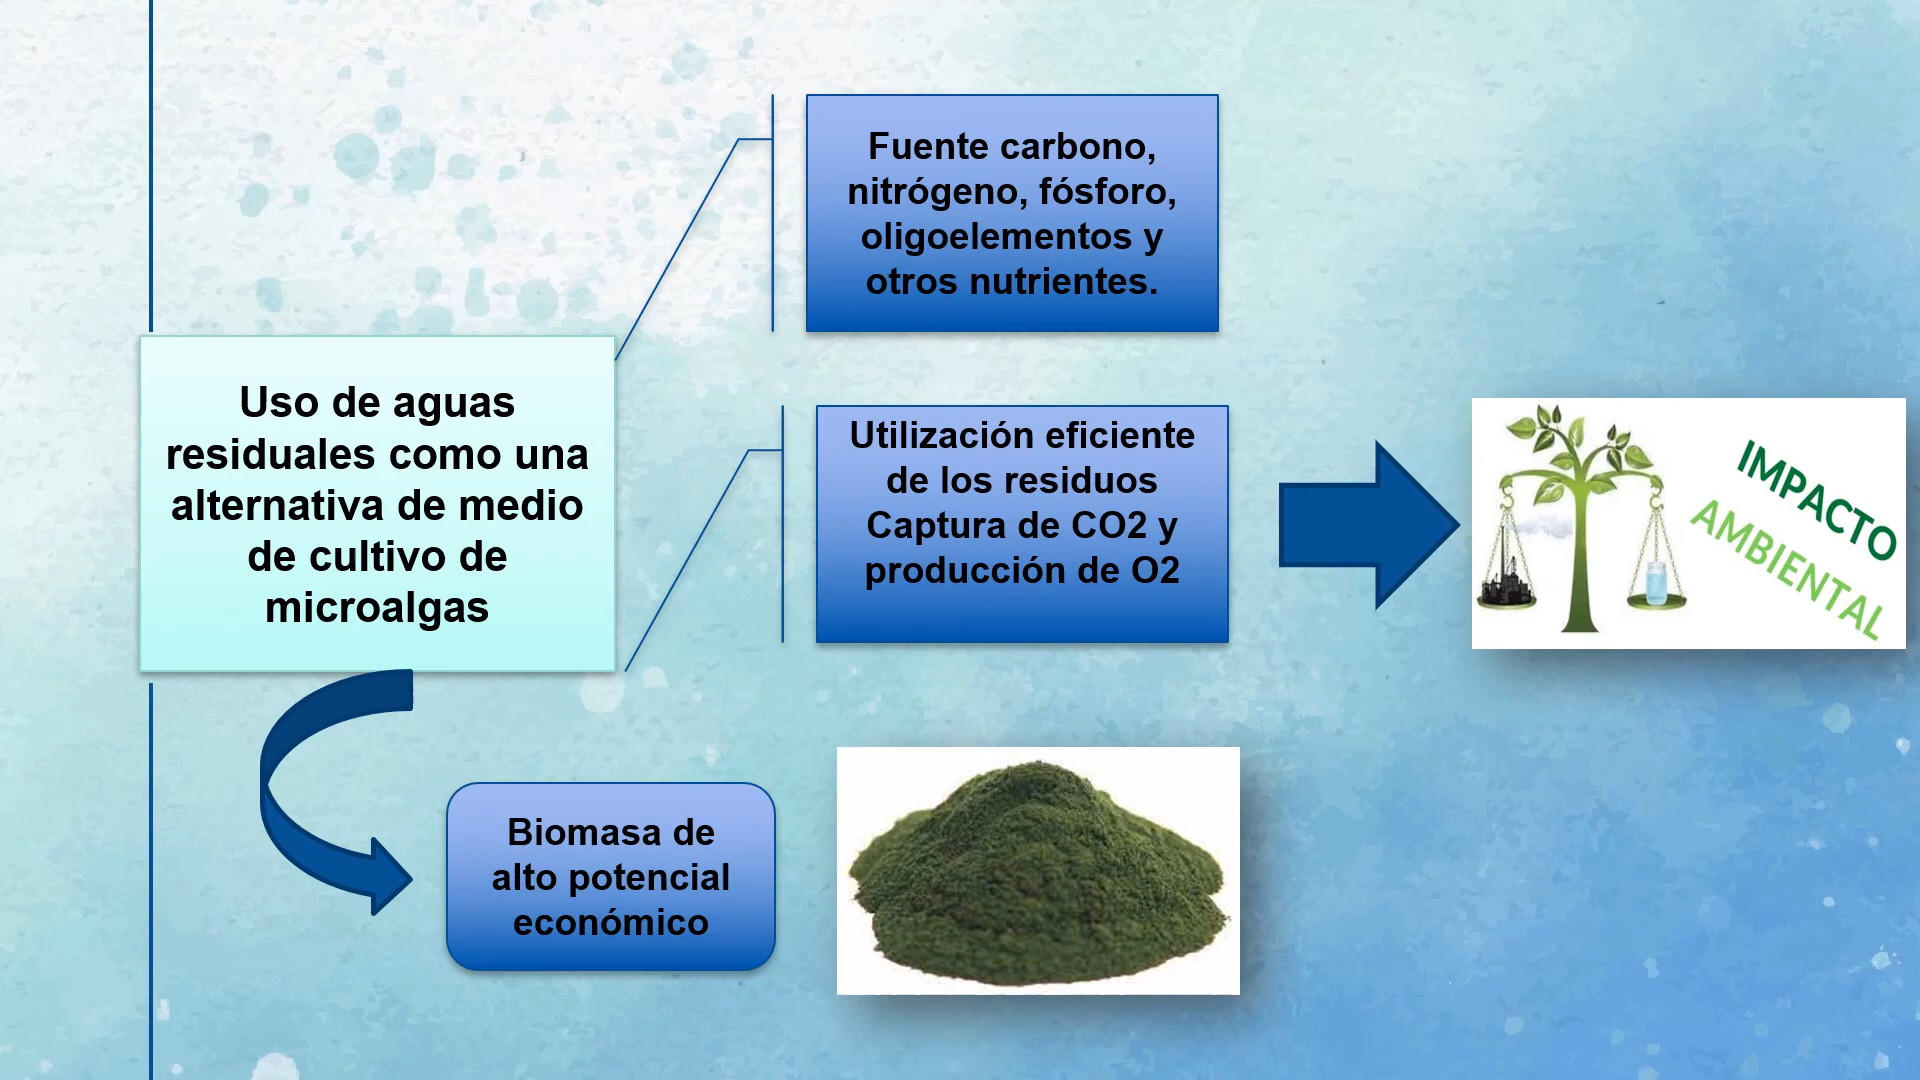 Fuente carbono,
nitrógeno, fósforo,
oligoelementos y
otros nutrientes.
Uso de aguas
residuales como una
alternativa de medio
de cultivo de
microalgas
Utilización eficiente
de los residuos
Captura de CO2 y
producción de O2
IMPACTO
AMBIENTAL
Biomasa de
alto potencial
económico